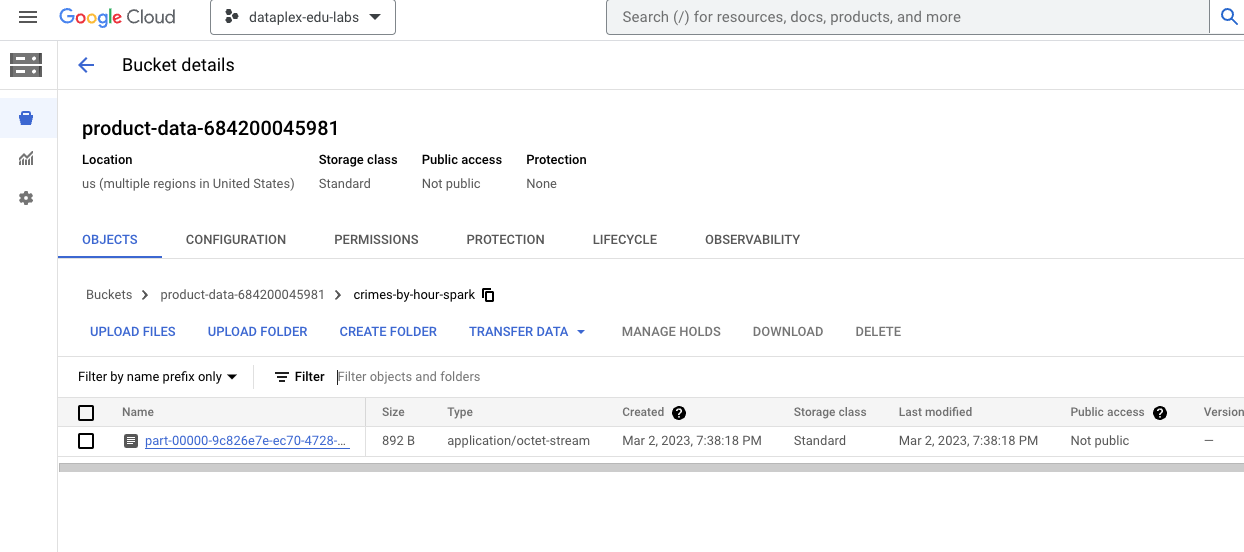 Google Cloud
dataplex-edu-labs
Search (/) for resources, docs, products, and more
Bucket details
product-data-684200045981
Location Storage class Public access Protection
us (multiple regions in United States) Standard Not public None
OBJECTS CONFIGURATION PERMISSIONS PROTECTION LIFECYCLE OBSERVABILITY
Buckets > product-data-684200045981 > crimes-by-hour-spark
UPLOAD FILES UPLOAD FOLDER CREATE FOLDER TRANSFER DATA MANAGE HOLDS DOWNLOAD DELETE
Filter by name prefix only Filter Filter objects and folders
Name Size Type Created ? Storage class Last modified Public access ? Version
part-00000-9c826e7e-ec70-4728-... 892 B application/octet-stream Mar 2, 2023, 7:38:18 PM Standard Mar 2, 2023, 7:38:18 PM Not public —